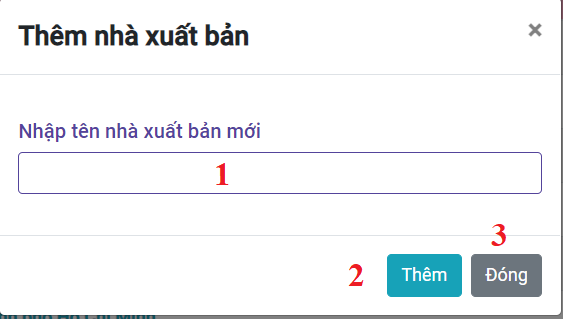 Thêm nhà xuất bản ×
Nhập tên nhà xuất bản mới
1
3
2 Thêm Đóng